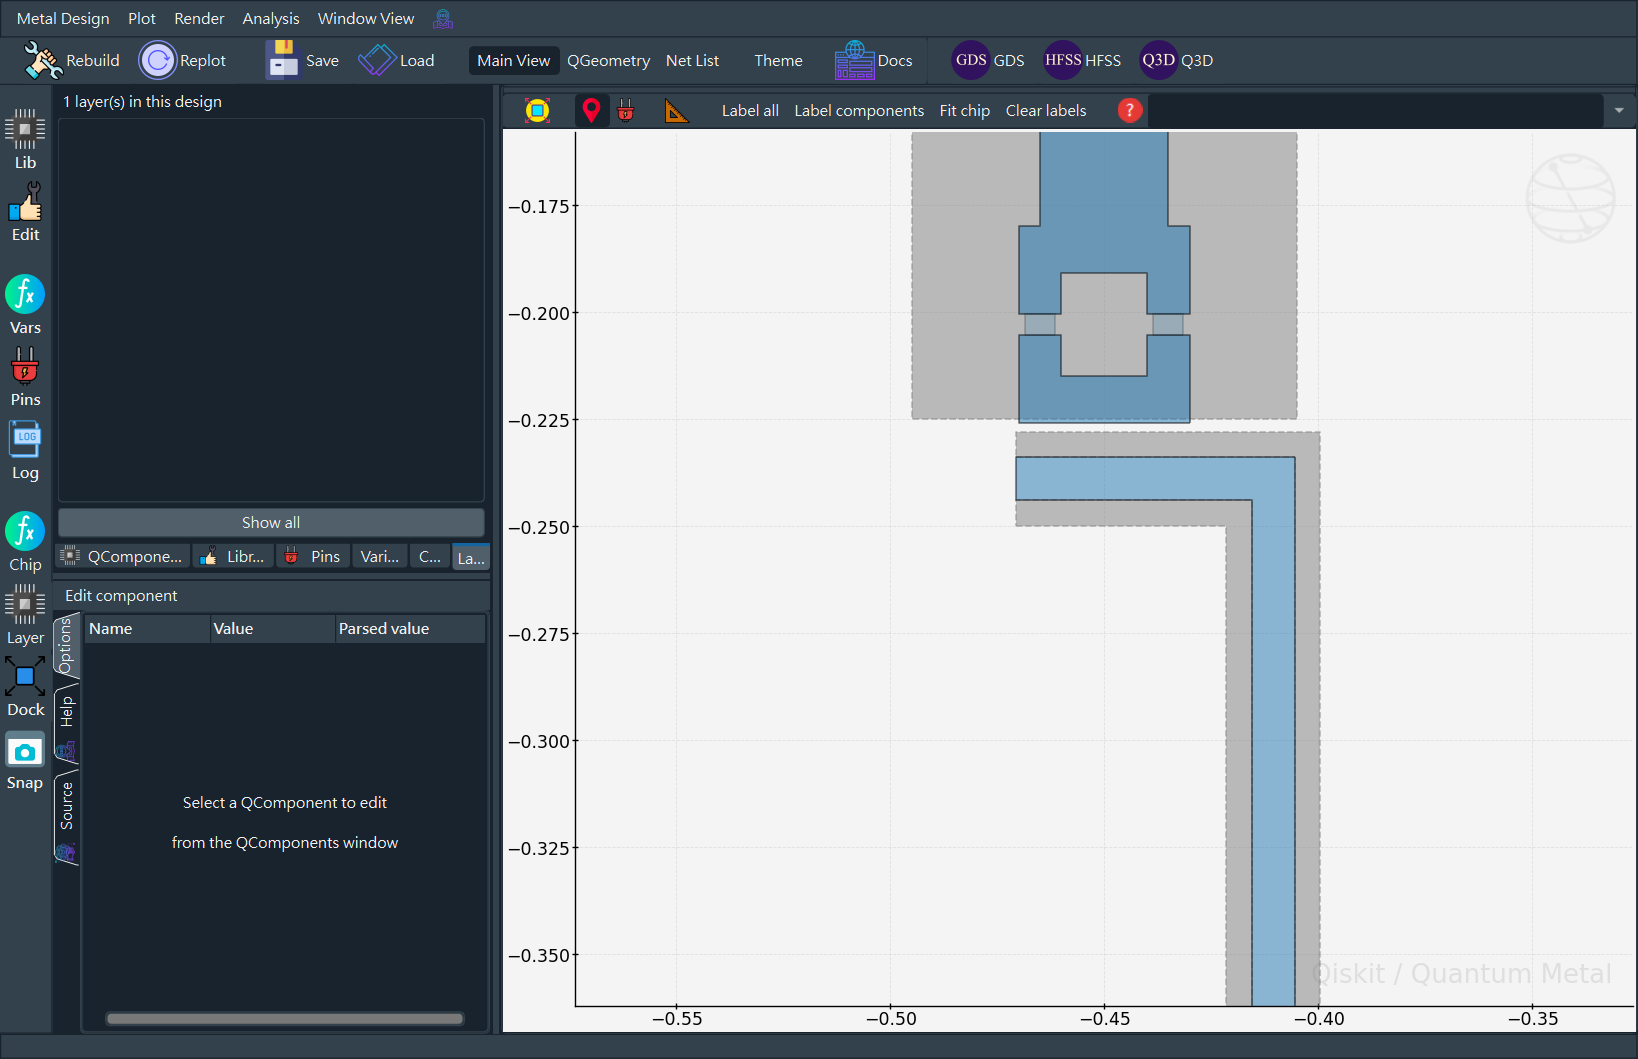 Metal Design Plot Render Analysis Window View
Rebuild Replot Save Load Main View QGeometry Net List Theme Docs GDS GDS HFSS HFSS Q3D Q3D
1 layer(s) in this design
Label all Label components Fit chip Clear labels ?
Lib
Edit
fx
Vars
Pins
LOG
Log
fx
Chip
Layer
Dock
Snap
Show all
QCompone... Libr... Pins Vari... C... La...
Edit component
Options
Help
Source
Name Value Parsed value
Select a QComponent to edit
from the QComponents window
−0.175
−0.200
−0.225
−0.250
−0.275
−0.300
−0.325
−0.350
Qiskit / Quantum Metal
−0.55 −0.50 −0.45 −0.40 −0.35